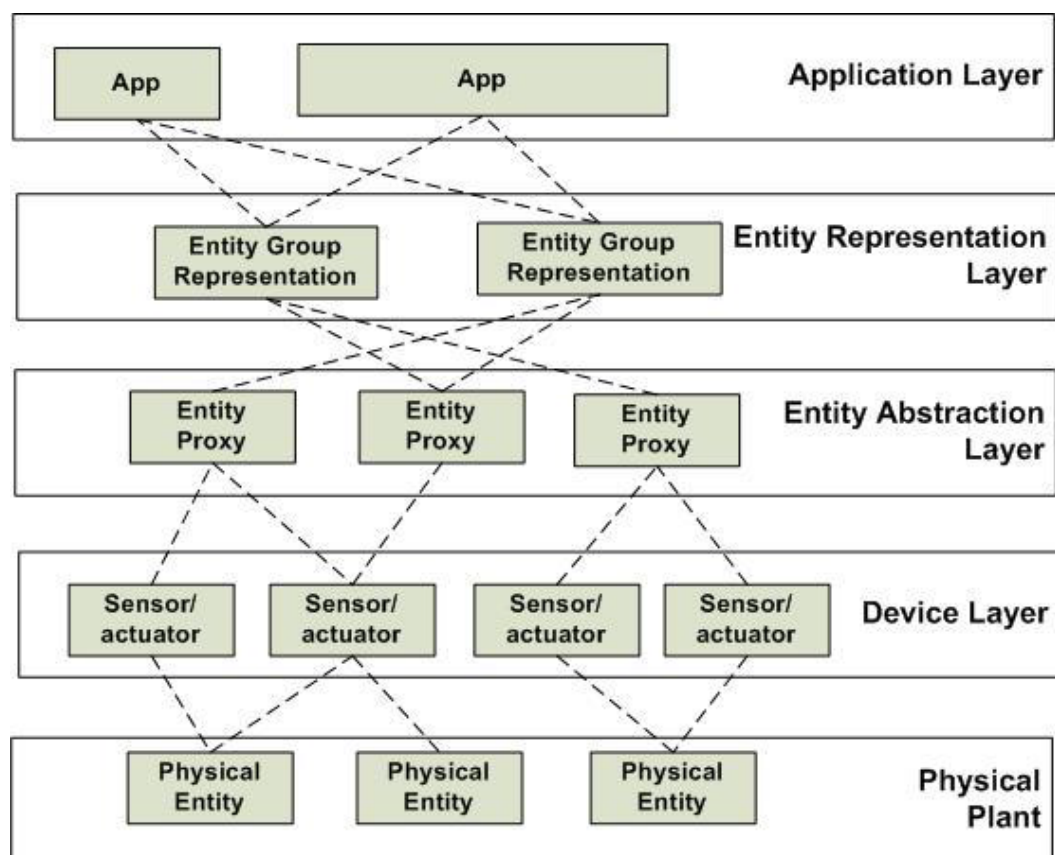 App
App
Application Layer
Entity Group
Representation
Entity Group
Representation
Entity Representation
Layer
Entity
Proxy
Entity
Proxy
Entity
Proxy
Entity Abstraction
Layer
Sensor/
actuator
Sensor/
actuator
Sensor/
actuator
Sensor/
actuator
Device Layer
Physical
Entity
Physical
Entity
Physical
Entity
Physical
Plant